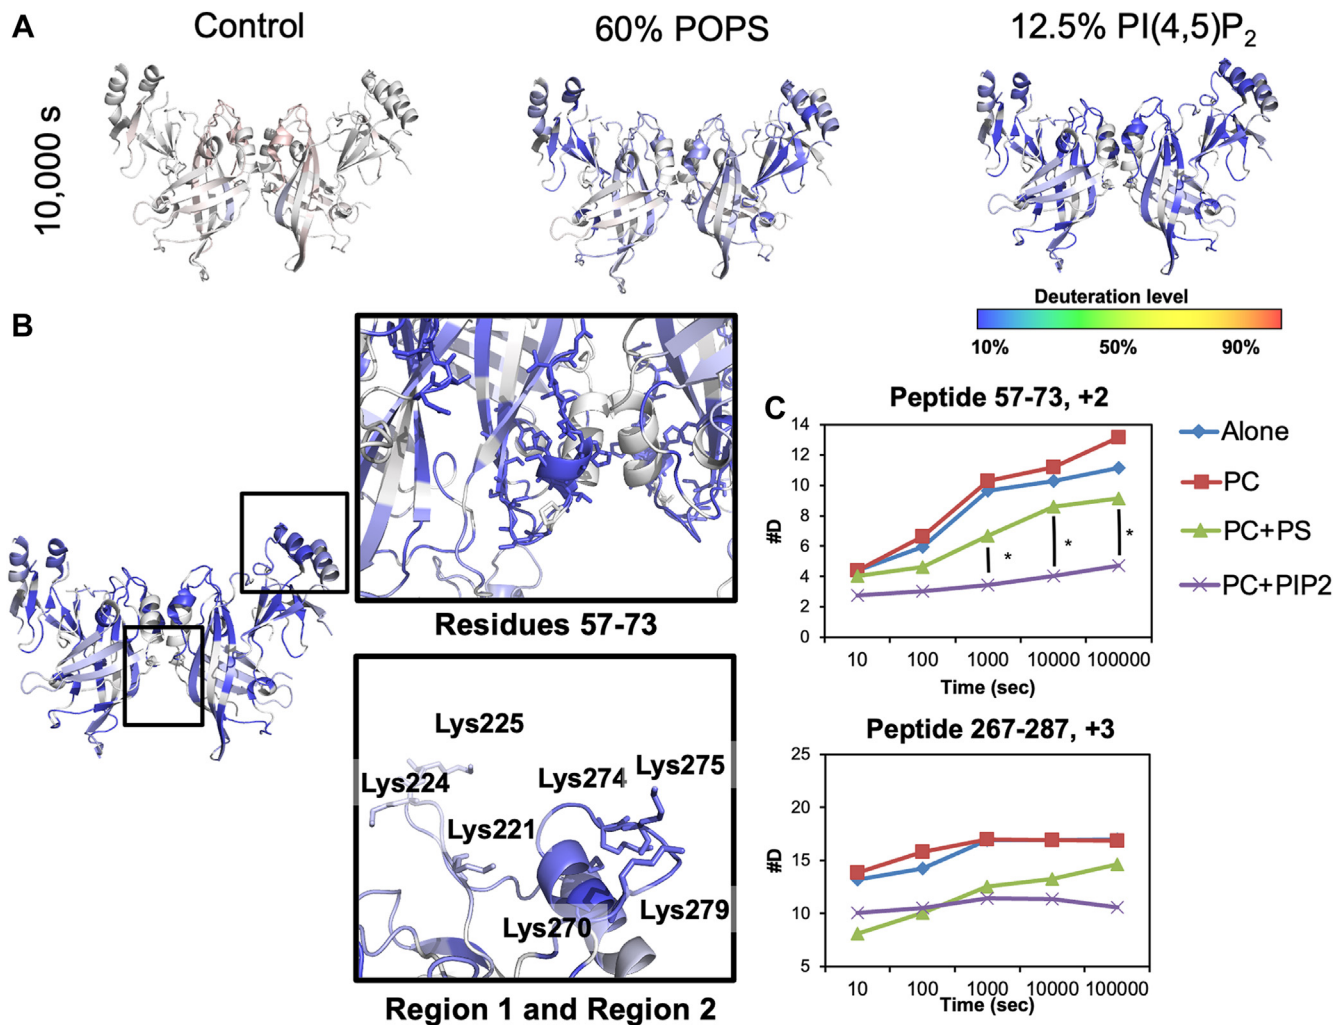 A
Control
60% POPS
12.5% PI(4,5)P₂
10,000 s
Deuteration level
10% 50% 90%
B
Residues 57-73
Lys225
Lys224
Lys274
Lys275
Lys221
Lys270
Lys279
Region 1 and Region 2
C
Peptide 57-73, +2
14
12
10
8
6
4
2
0
#D
*
*
*
10 100 1000 10000 100000
Time (sec)
Alone
PC
PC+PS
PC+PIP2
Peptide 267-287, +3
25
20
15
10
5
#D
10 100 1000 10000 100000
Time (sec)